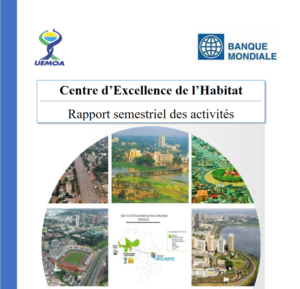 UEMOA
BANQUE
MONDIALE
Centre d'Excellence de l'Habitat
Rapport semestriel des activités